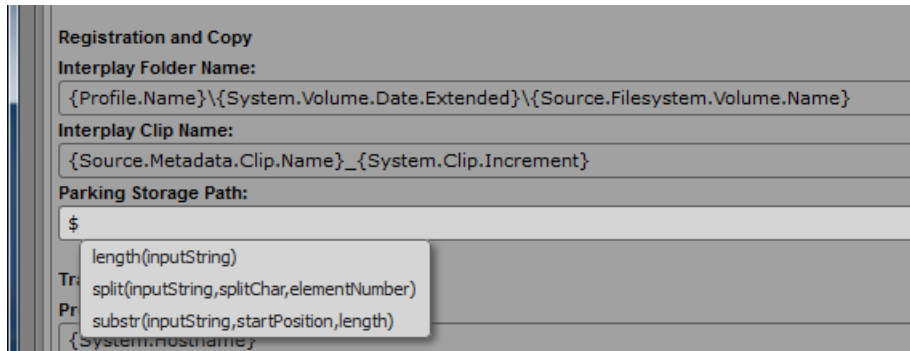 Registration and Copy
Interplay Folder Name:
{Profile.Name}\{System.Volume.Date.Extended}\{Source.Filesystem.Volume.Name}
Interplay Clip Name:
{Source.Metadata.Clip.Name}_{System.Clip.Increment}
Parking Storage Path:
$
length(inputString)
split(inputString,splitChar,elementNumber)
substr(inputString,startPosition,length)
{System.Hostname}